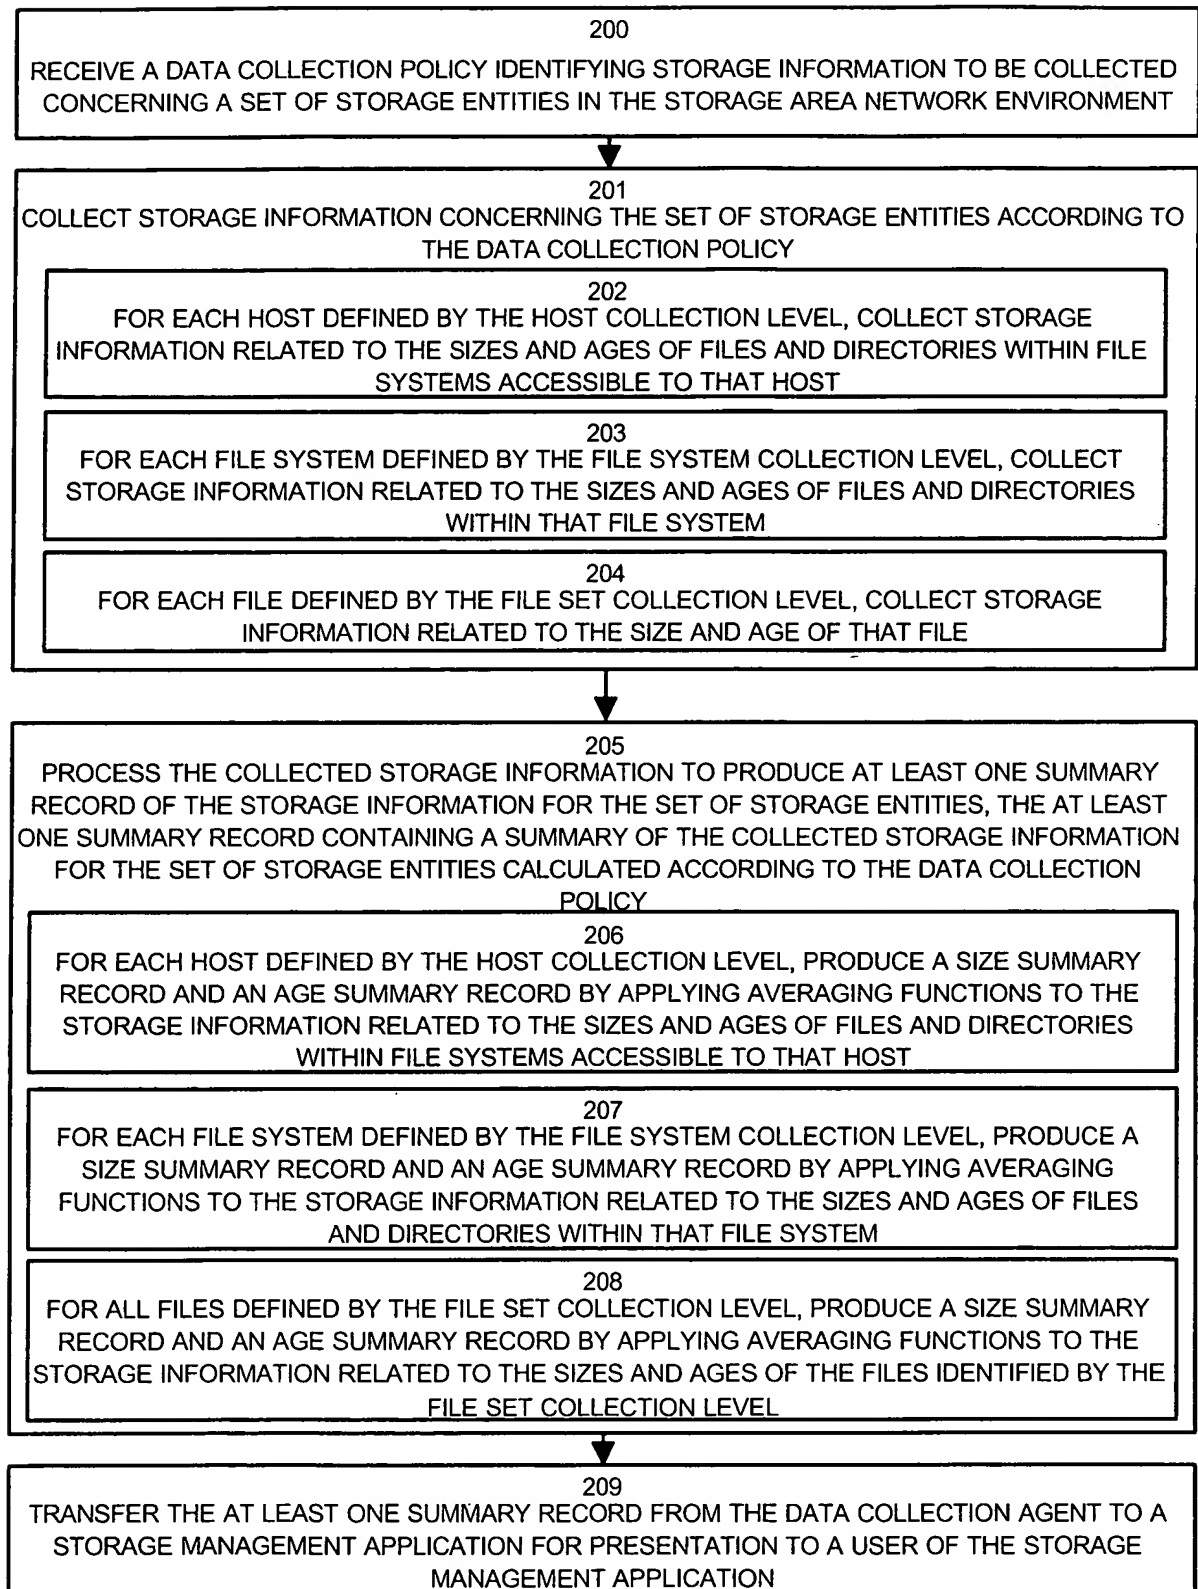 200
RECEIVE A DATA COLLECTION POLICY IDENTIFYING STORAGE INFORMATION TO BE COLLECTED
CONCERNING A SET OF STORAGE ENTITIES IN THE STORAGE AREA NETWORK ENVIRONMENT
201
COLLECT STORAGE INFORMATION CONCERNING THE SET OF STORAGE ENTITIES ACCORDING TO
THE DATA COLLECTION POLICY
202
FOR EACH HOST DEFINED BY THE HOST COLLECTION LEVEL, COLLECT STORAGE
INFORMATION RELATED TO THE SIZES AND AGES OF FILES AND DIRECTORIES WITHIN FILE
SYSTEMS ACCESSIBLE TO THAT HOST
203
FOR EACH FILE SYSTEM DEFINED BY THE FILE SYSTEM COLLECTION LEVEL, COLLECT
STORAGE INFORMATION RELATED TO THE SIZES AND AGES OF FILES AND DIRECTORIES
WITHIN THAT FILE SYSTEM
204
FOR EACH FILE DEFINED BY THE FILE SET COLLECTION LEVEL, COLLECT STORAGE
INFORMATION RELATED TO THE SIZE AND AGE OF THAT FILE
205
PROCESS THE COLLECTED STORAGE INFORMATION TO PRODUCE AT LEAST ONE SUMMARY
RECORD OF THE STORAGE INFORMATION FOR THE SET OF STORAGE ENTITIES, THE AT LEAST
ONE SUMMARY RECORD CONTAINING A SUMMARY OF THE COLLECTED STORAGE INFORMATION
FOR THE SET OF STORAGE ENTITIES CALCULATED ACCORDING TO THE DATA COLLECTION
POLICY
206
FOR EACH HOST DEFINED BY THE HOST COLLECTION LEVEL, PRODUCE A SIZE SUMMARY
RECORD AND AN AGE SUMMARY RECORD BY APPLYING AVERAGING FUNCTIONS TO THE
STORAGE INFORMATION RELATED TO THE SIZES AND AGES OF FILES AND DIRECTORIES
WITHIN FILE SYSTEMS ACCESSIBLE TO THAT HOST
207
FOR EACH FILE SYSTEM DEFINED BY THE FILE SYSTEM COLLECTION LEVEL, PRODUCE A
SIZE SUMMARY RECORD AND AN AGE SUMMARY RECORD BY APPLYING AVERAGING
FUNCTIONS TO THE STORAGE INFORMATION RELATED TO THE SIZES AND AGES OF FILES
AND DIRECTORIES WITHIN THAT FILE SYSTEM
208
FOR ALL FILES DEFINED BY THE FILE SET COLLECTION LEVEL, PRODUCE A SIZE SUMMARY
RECORD AND AN AGE SUMMARY RECORD BY APPLYING AVERAGING FUNCTIONS TO THE
STORAGE INFORMATION RELATED TO THE SIZES AND AGES OF THE FILES IDENTIFIED BY THE
FILE SET COLLECTION LEVEL
209
TRANSFER THE AT LEAST ONE SUMMARY RECORD FROM THE DATA COLLECTION AGENT TO A
STORAGE MANAGEMENT APPLICATION FOR PRESENTATION TO A USER OF THE STORAGE
MANAGEMENT APPLICATION